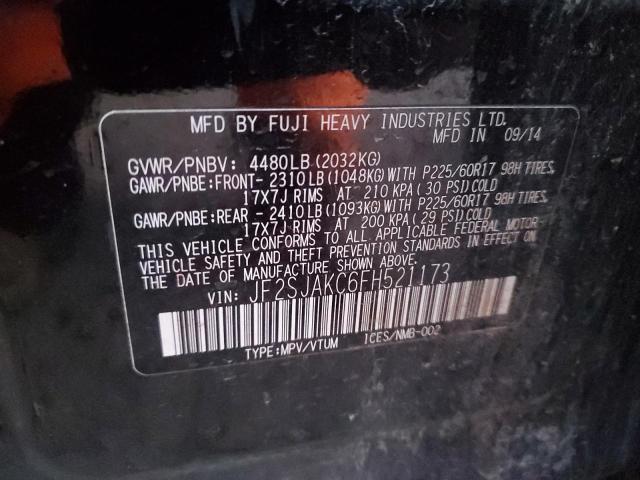 MFD BY FUJI HEAVY INDUSTRIES LTD.
MFD IN 09/14
GVWR/PNBV: 4480LB(2032KG)
GAWR/PNBE:FRONT- 2310LB(1048KG)WITH P225/60R17 98H TIRES,
17X7J RIMS AT 210 KPA(30 PSI)COLD
GAWR/PNBE:REAR - 2410LB(1093KG)WITH P225/60R17 98H TIRES,
17X7J RIMS AT 200 KPA(29 PSI)COLD
THIS VEHICLE CONFORMS TO ALL APPLICABLE FEDERAL MOTOR
VEHICLE SAFETY AND THEFT PREVENTION STANDARDS IN EFFECT ON
THE DATE OF MANUFACTURE SHOWN ABOVE.
VIN: JF2SJAKC6FH521173
TYPE:MPV/VTUM ICES/NMB-002